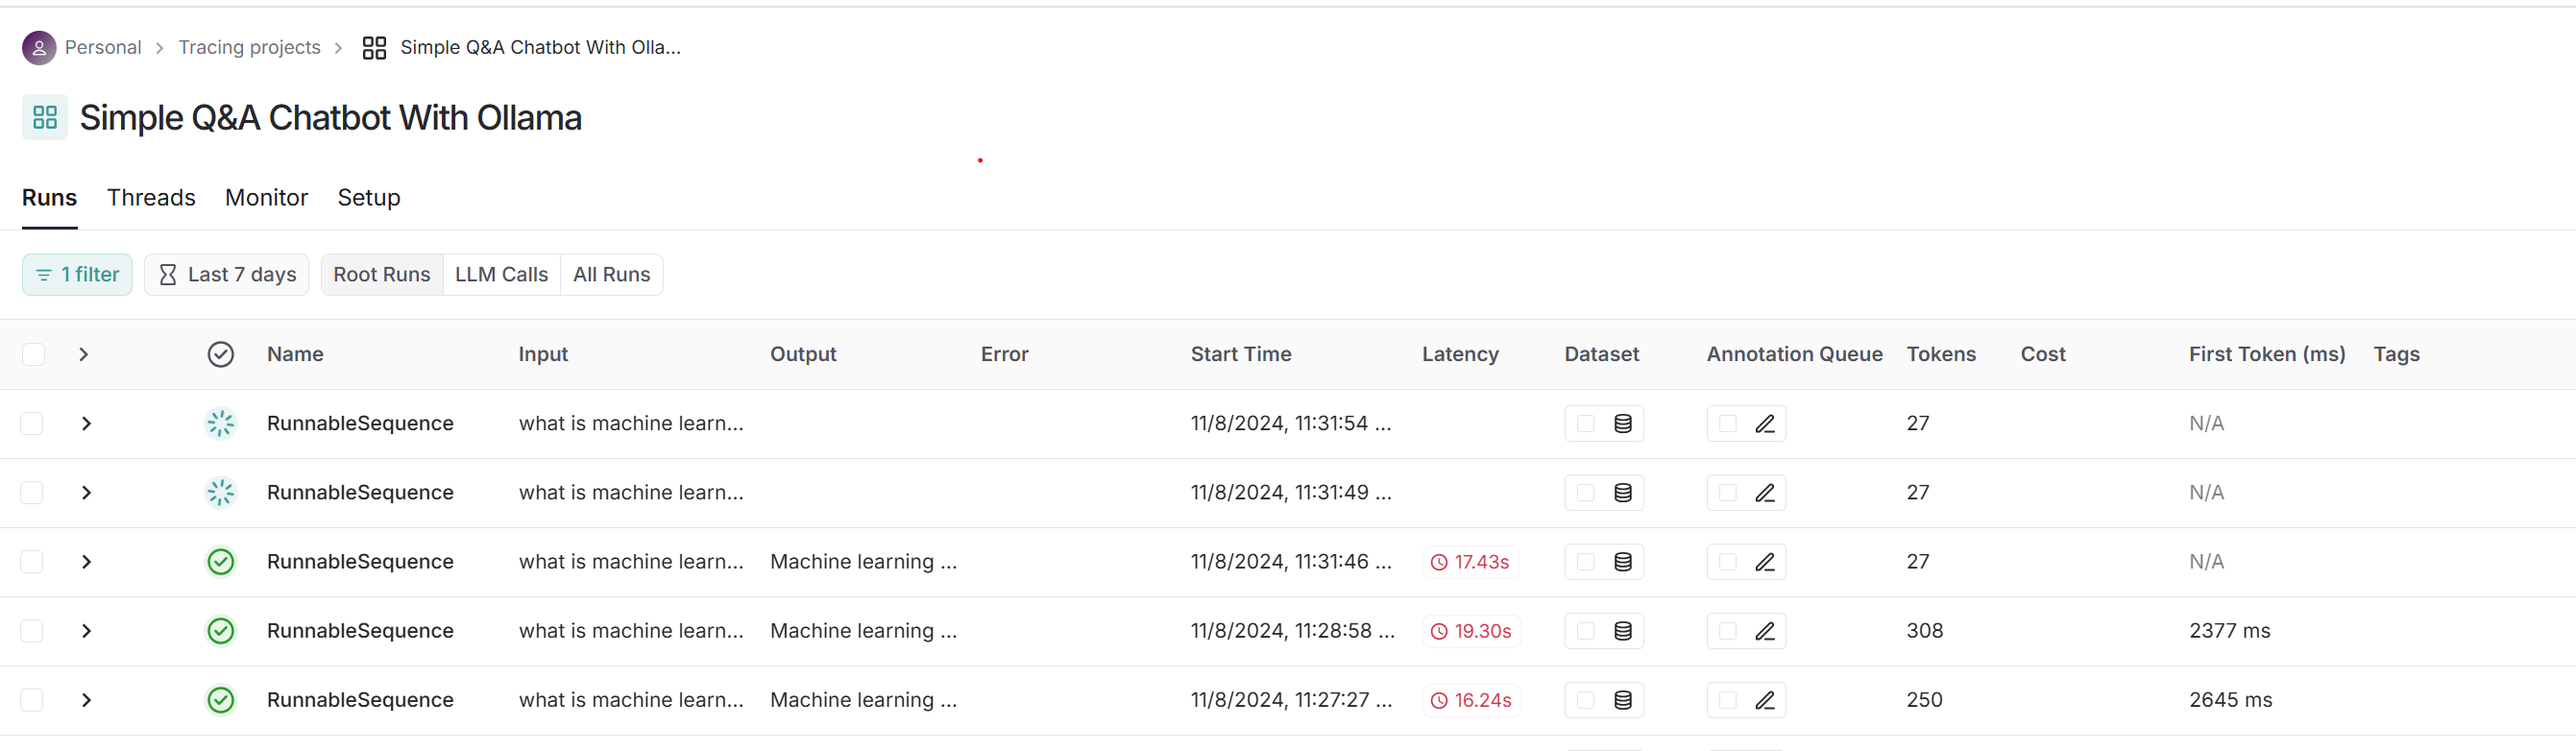 Personal > Tracing projects > Simple Q&A Chatbot With Olla...
Simple Q&A Chatbot With Ollama
Runs Threads Monitor Setup
1 filter Last 7 days Root Runs LLM Calls All Runs
Name Input Output Error Start Time Latency Dataset Annotation Queue Tokens Cost First Token (ms) Tags
RunnableSequence what is machine learn... 11/8/2024, 11:31:54 ... 27 N/A
RunnableSequence what is machine learn... 11/8/2024, 11:31:49 ... 27 N/A
RunnableSequence what is machine learn... Machine learning ... 11/8/2024, 11:31:46 ... 17.43s 27 N/A
RunnableSequence what is machine learn... Machine learning ... 11/8/2024, 11:28:58 ... 19.30s 308 2377 ms
RunnableSequence what is machine learn... Machine learning ... 11/8/2024, 11:27:27 ... 16.24s 250 2645 ms